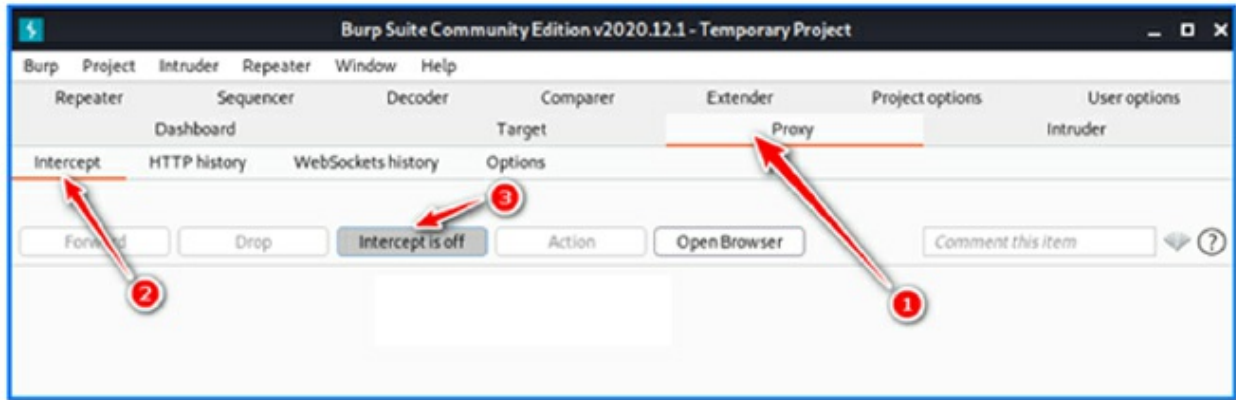 Burp Suite Community Edition v2020.12.1 - Temporary Project
Burp Project Intruder Repeater Window Help
Repeater Sequencer Decoder Comparer Extender Project options User options
Dashboard Target Proxy Intruder
Intercept HTTP history WebSockets history Options
3
Forward Drop Intercept is off Action Open Browser Comment this item ?
2
1